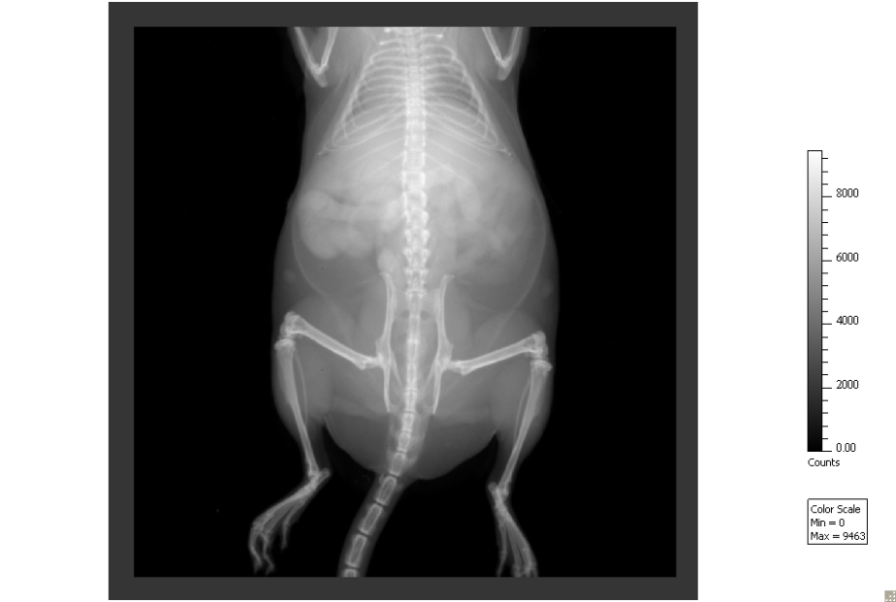 8000
6000
4000
2000
0.00
Counts
Color Scale
Min = 0
Max = 9463